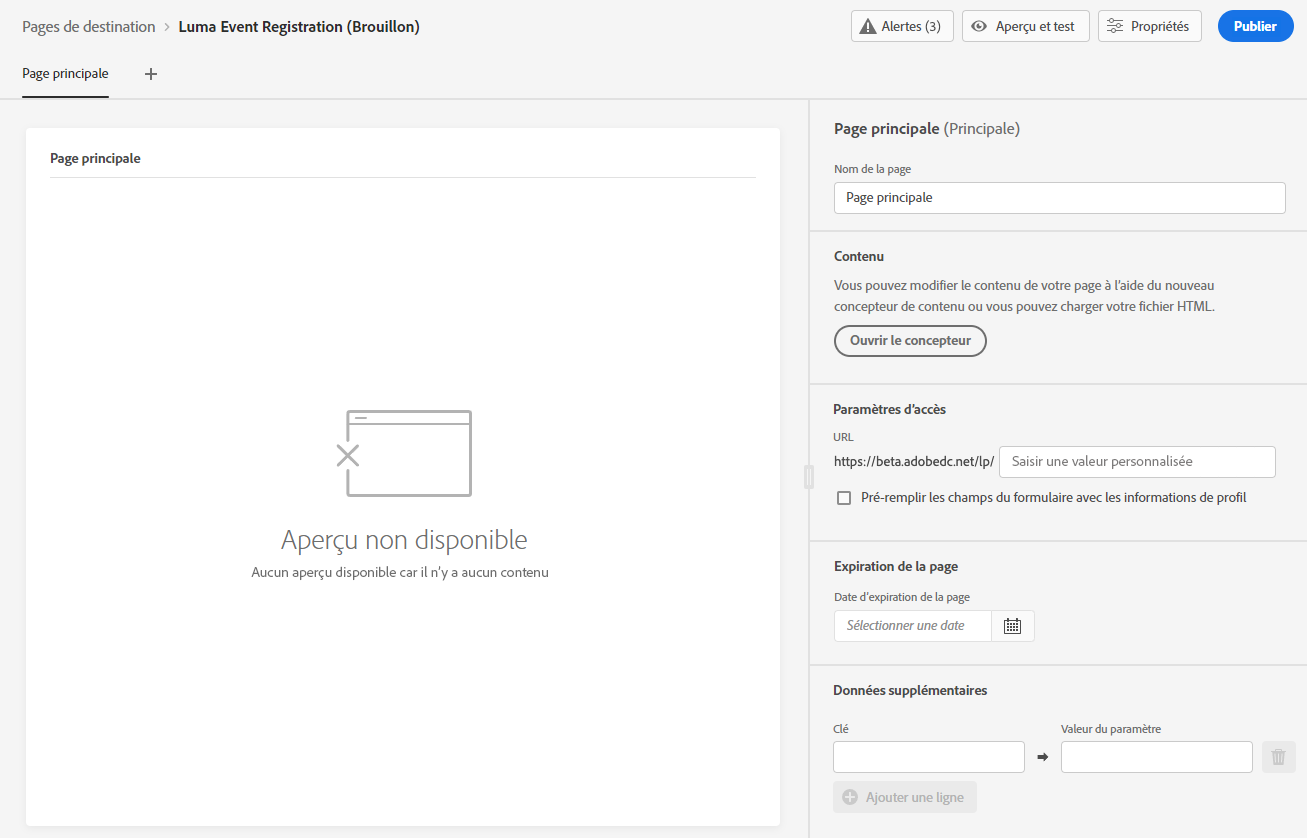 Pages de destination > Luma Event Registration (Brouillon)
Alertes (3)
Aperçu et test
Propriétés
Publier
Page principale
Page principale
Aperçu non disponible
Aucun aperçu disponible car il n’y a aucun contenu
Page principale (Principale)
Nom de la page
Page principale
Contenu
Vous pouvez modifier le contenu de votre page à l’aide du nouveau
concepteur de contenu ou vous pouvez charger votre fichier HTML.
Ouvrir le concepteur
Paramètres d’accès
URL
https://beta.adobedc.net/lp/ Saisir une valeur personnalisée
Pré-remplir les champs du formulaire avec les informations de profil
Expiration de la page
Date d’expiration de la page
Sélectionner une date
Données supplémentaires
Clé
Valeur du paramètre
Ajouter une ligne